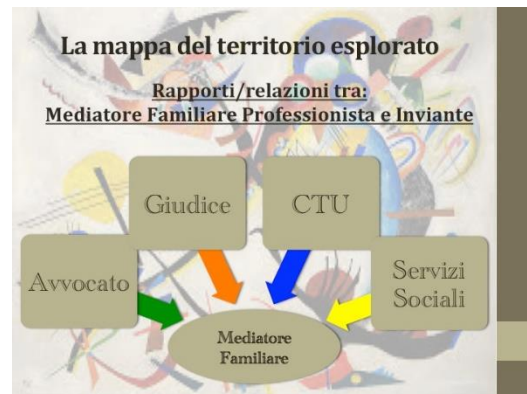 La mappa del territorio esplorato
Rapporti/relazioni tra:
Mediatore Familiare Professionista e Inviante
Giudice
CTU
Avvocato
Servizi
Sociali
Mediatore
Familiare